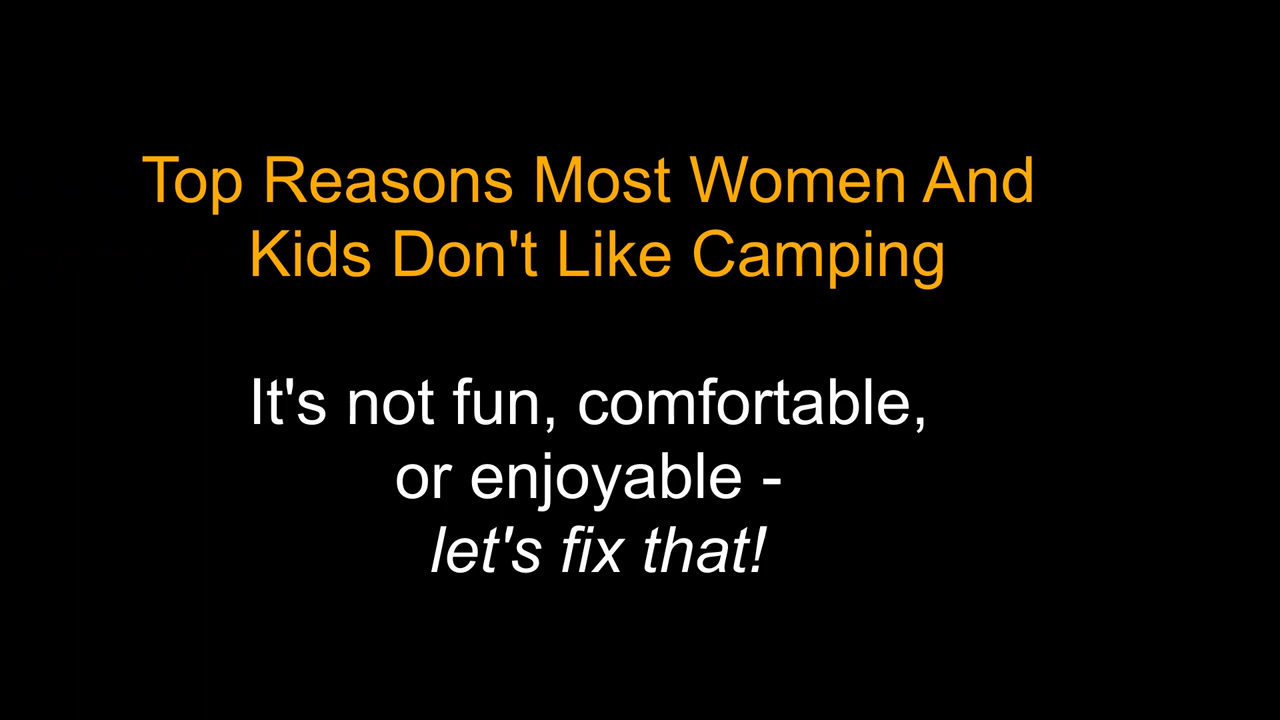 Top Reasons Most Women And
Kids Don't Like Camping
It's not fun, comfortable,
or enjoyable -
let's fix that!